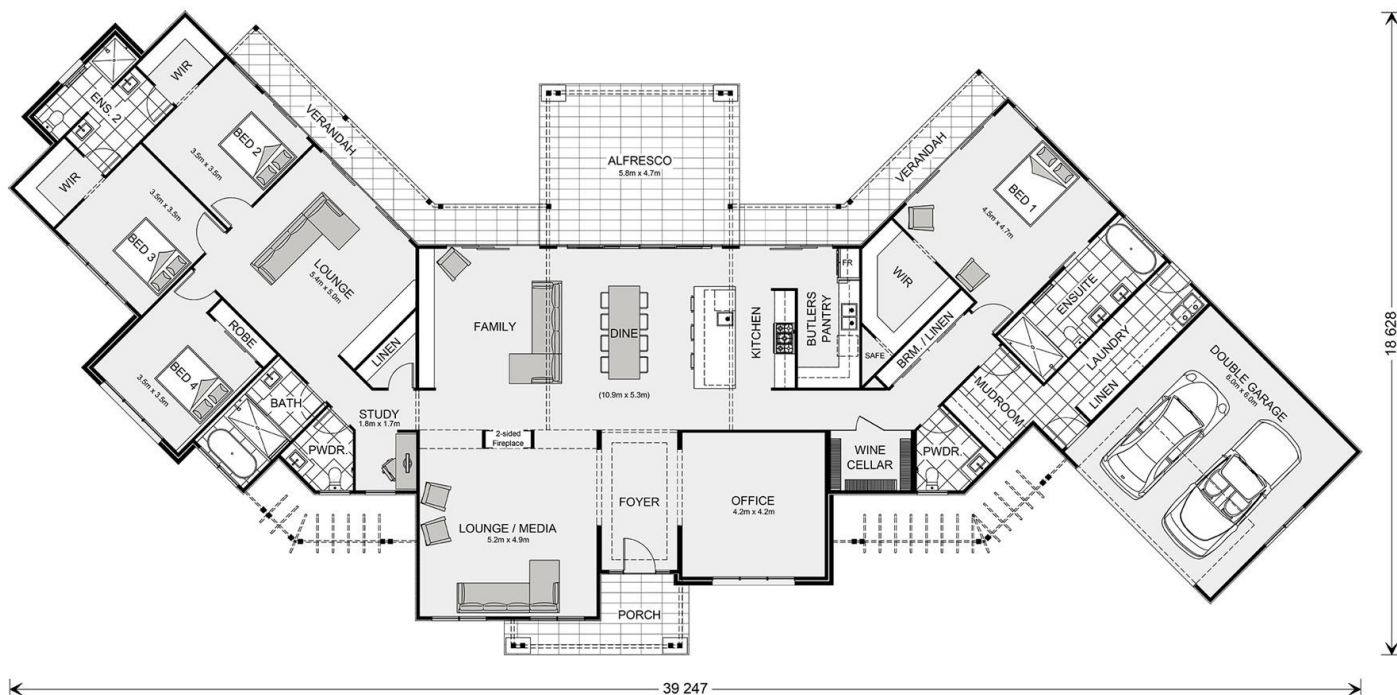 WIR
ENS. 2
VERANDAH
BED 2
3.5m x 3.5m
WIR
3.5m x 3.5m
BED 3
LOUNGE
5.4m x 5.0m
ROBE
BED 4
3.5m x 3.5m
LINEN
BATH
PWDR.
STUDY
1.8m x 1.7m
ALFRESCO
5.8m x 4.7m
FAMILY
DINE
(10.9m x 5.3m)
KITCHEN
BUTLERS
PANTRY
FR
SAFE
2-sided
Fireplace
LOUNGE / MEDIA
5.2m x 4.9m
FOYER
OFFICE
4.2m x 4.2m
PORCH
WINE
CELLAR
PWDR.
MUDROOM
VERANDAH
BED 1
4.5m x 4.7m
WIR
BRM. / LINEN
ENSUITE
LAUNDRY
LINEN
DOUBLE GARAGE
6.0m x 6.0m
18 628
39 247